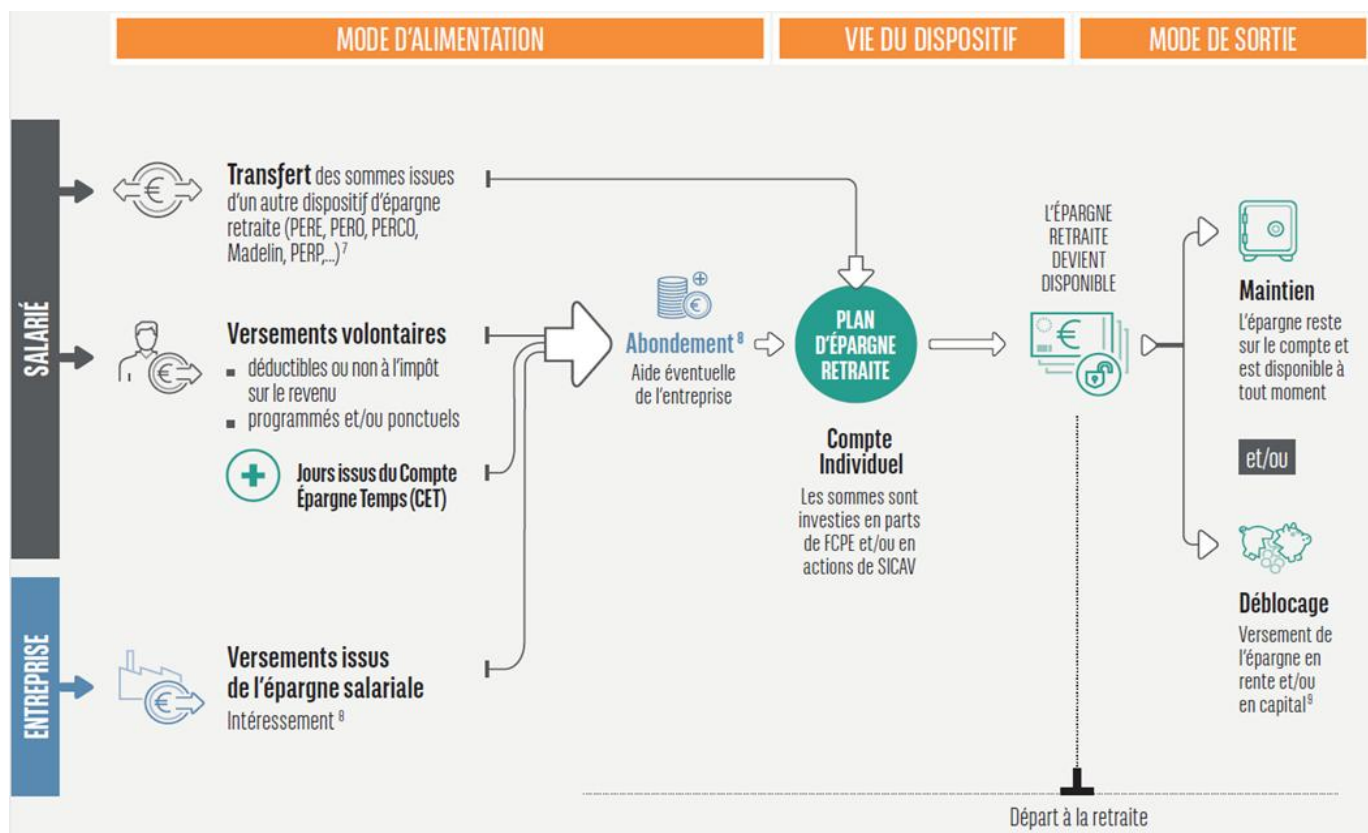 MODE D'ALIMENTATION
VIE DU DISPOSITIF
MODE DE SORTIE
SALARIÉ
Transfert des sommes issues
d'un autre dispositif d'épargne
retraite (PERE, PERO, PERCO,
Madelin, PERP,...)⁷
Versements volontaires
▪ déductibles ou non à l'impôt
sur le revenu
▪ programmés et/ou ponctuels
Jours issus du Compte
Épargne Temps (CET)
ENTREPRISE
Versements issus
de l'épargne salariale
Intéressement ⁸
Abondement ⁸
Aide éventuelle
de l'entreprise
PLAN
D'ÉPARGNE
RETRAITE
Compte
Individuel
Les sommes sont
investies en parts
de FCPE et/ou en
actions de SICAV
L'ÉPARGNE
RETRAITE
DEVIENT
DISPONIBLE
Départ à la retraite
Maintien
L'épargne reste
sur le compte et
est disponible à
tout moment
et/ou
Déblocage
Versement de
l'épargne en
rente et/ou
en capital⁹